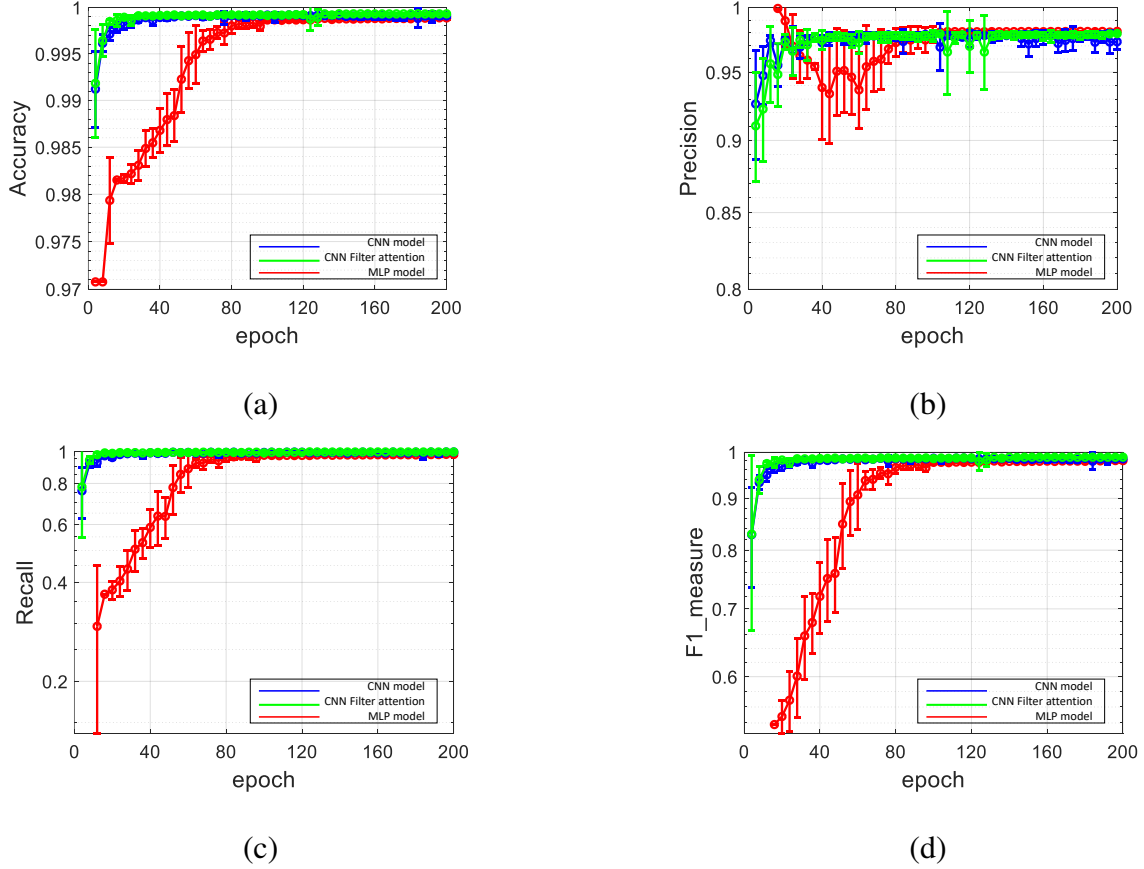 1
0.995
0.99
0.985
0.98
0.975
0.97
Accuracy
0 40 80 120 160 200
epoch
CNN model
CNN Filter attention
MLP model
(a)
0.95
0.9
0.85
0.8
Precision
0 40 80 120 160 200
epoch
CNN model
CNN Filter attention
MLP model
(b)
1
0.8
0.6
0.4
0.2
Recall
0 40 80 120 160 200
epoch
CNN model
CNN Filter attention
MLP model
(c)
1
0.9
0.8
0.7
0.6
F1_measure
0 40 80 120 160 200
epoch
CNN model
CNN Filter attention
MLP model
(d)